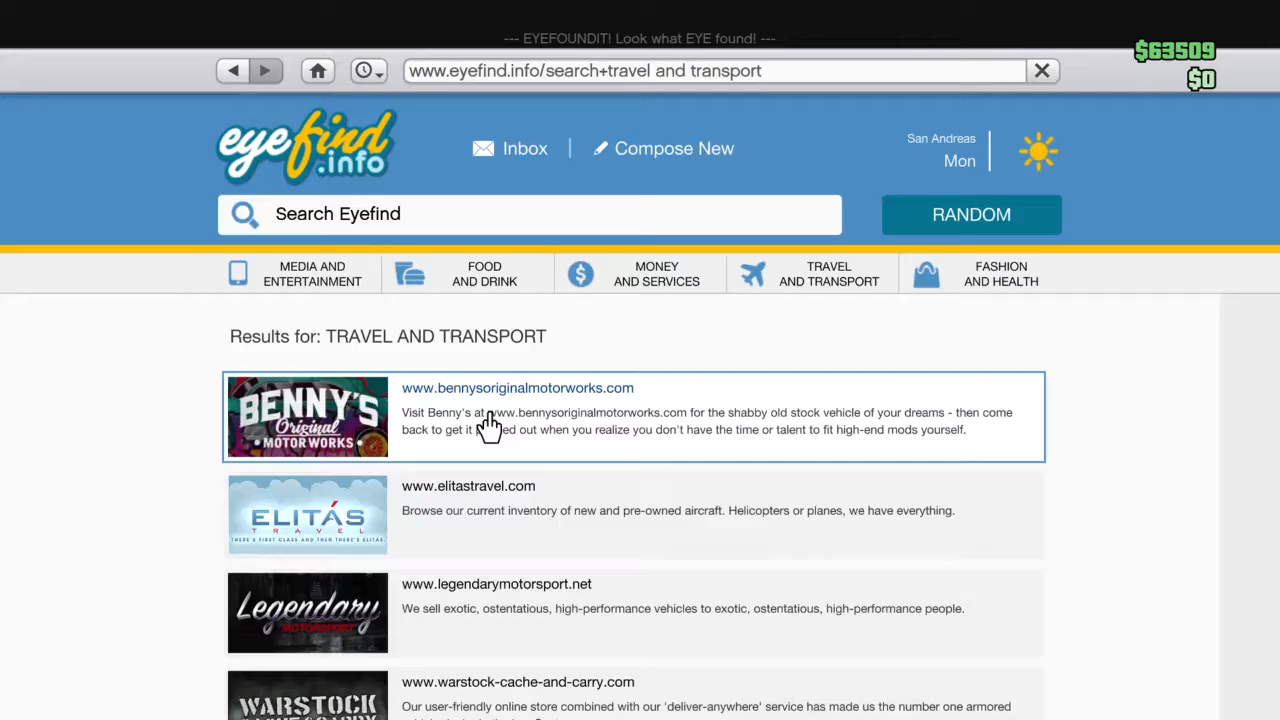 --- EYEFOUNDIT! Look what EYE found! ---
$63509
www.eyefind.info/search+travel and transport
$0
eyefind
.info
Inbox
Compose New
San Andreas
Mon
Search Eyefind
RANDOM
MEDIA AND
ENTERTAINMENT
FOOD
AND DRINK
MONEY
AND SERVICES
TRAVEL
AND TRANSPORT
FASHION
AND HEALTH
Results for: TRAVEL AND TRANSPORT
BENNY'S
Original
MOTOR WORKS
www.bennysoriginalmotorworks.com
Visit Benny's at www.bennysoriginalmotorworks.com for the shabby old stock vehicle of your dreams - then come
back to get it ed out when you realize you don't have the time or talent to fit high-end mods yourself.
ELITÁS
TRAVEL
THERE'S FIRST CLASS AND THEN THERE'S ELITAS.
www.elitastravel.com
Browse our current inventory of new and pre-owned aircraft. Helicopters or planes, we have everything.
Legendary
MOTORSPORT
www.legendarymotorsport.net
We sell exotic, ostentatious, high-performance vehicles to exotic, ostentatious, high-performance people.
WARSTOCK
www.warstock-cache-and-carry.com
Our user-friendly online store combined with our 'deliver-anywhere' service has made us the number one armored